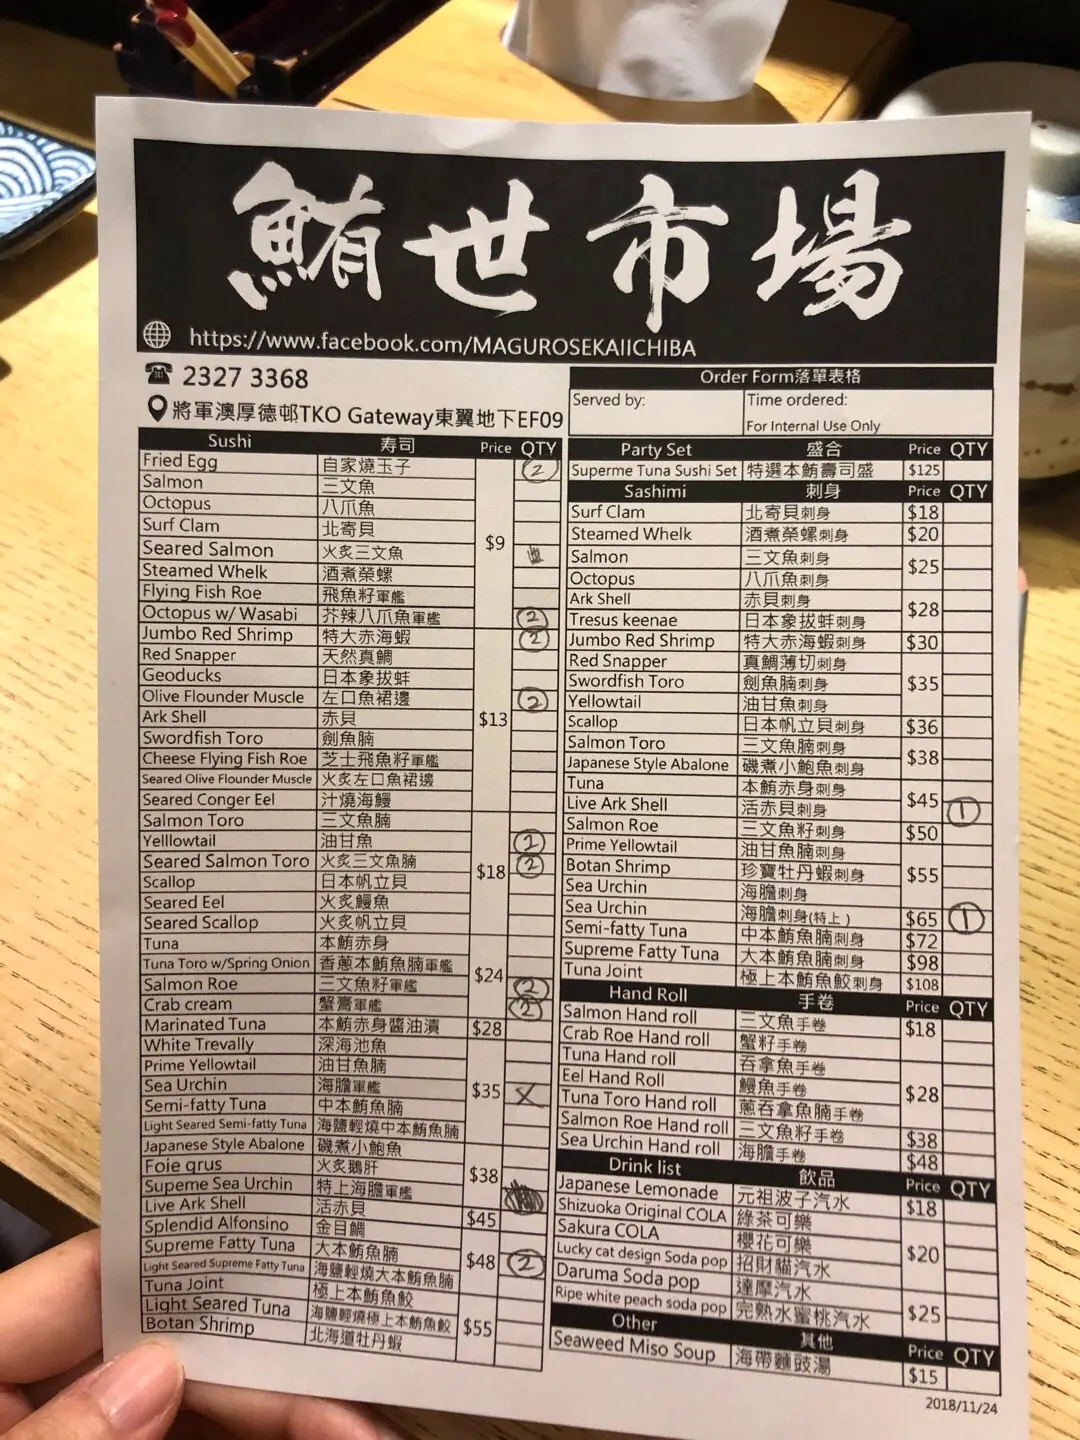 鮪世市場
https://www.facebook.com/MAGUROSEKAIICHIBA
2327 3368
將軍澳厚德邨TKO Gateway東翼地下EF09
Order Form落單表格
Served by:
Time ordered:
For Internal Use Only
Sushi 寿司 Price QTY
Fried Egg 自家燒玉子 2
Salmon 三文魚
Octopus 八爪魚
Surf Clam 北寄貝
$9
Seared Salmon 火炙三文魚
Steamed Whelk 酒煮榮螺
Flying Fish Roe 飛魚籽軍艦
Octopus w/ Wasabi 芥辣八爪魚軍艦 2
Jumbo Red Shrimp 特大赤海蝦 2
Red Snapper 天然真鯛
Geoducks 日本象拔蚌
Olive Flounder Muscle 左口魚裙邊 2
Ark Shell 赤貝 $13
Swordfish Toro 劍魚腩
Cheese Flying Fish Roe 芝士飛魚籽軍艦
Seared Olive Flounder Muscle 火炙左口魚裙邊
Seared Conger Eel 汁燒海鰻
Salmon Toro 三文魚腩
Yelllowtail 油甘魚 2
Seared Salmon Toro 火炙三文魚腩 $18 2
Scallop 日本帆立貝
Seared Eel 火炙鰻魚
Seared Scallop 火炙帆立貝
Tuna 本鮪赤身
Tuna Toro w/Spring Onion 香蔥本鮪魚腩軍艦 $24
Salmon Roe 三文魚籽軍艦 2
Crab cream 蟹膏軍艦 2
Marinated Tuna 本鮪赤身醬油漬 $28
White Trevally 深海池魚
Prime Yellowtail 油甘魚腩
Sea Urchin 海膽軍艦 $35 X
Semi-fatty Tuna 中本鮪魚腩
Light Seared Semi-fatty Tuna 海鹽輕燒中本鮪魚腩
Japanese Style Abalone 磯煮小鮑魚
Foie grus 火炙鵝肝 $38
Supeme Sea Urchin 特上海膽軍艦
Live Ark Shell 活赤貝 $45
Splendid Alfonsino 金目鯛
Supreme Fatty Tuna 大本鮪魚腩 $48 2
Light Seared Supreme Fatty Tuna 海鹽輕燒大本鮪魚腩
Tuna Joint 極上本鮪魚鮫
Light Seared Tuna 海鹽輕燒極上本鮪魚鮫 $55
Botan Shrimp 北海道牡丹蝦
Party Set 盛合 Price QTY
Superme Tuna Sushi Set 特選本鮪壽司盛 $125
Sashimi 刺身 Price QTY
Surf Clam 北寄貝刺身 $18
Steamed Whelk 酒煮榮螺刺身 $20
Salmon 三文魚刺身 $25
Octopus 八爪魚刺身
Ark Shell 赤貝刺身 $28
Tresus keenae 日本象拔蚌刺身
Jumbo Red Shrimp 特大赤海蝦刺身 $30
Red Snapper 真鯛薄切刺身
Swordfish Toro 劍魚腩刺身 $35
Yellowtail 油甘魚刺身
Scallop 日本帆立貝刺身 $36
Salmon Toro 三文魚腩刺身 $38
Japanese Style Abalone 磯煮小鮑魚刺身
Tuna 本鮪赤身刺身 $45
Live Ark Shell 活赤貝刺身 1
Salmon Roe 三文魚籽刺身 $50
Prime Yellowtail 油甘魚腩刺身
Botan Shrimp 珍寶牡丹蝦刺身 $55
Sea Urchin 海膽刺身
Sea Urchin 海膽刺身(特上) $65 1
Semi-fatty Tuna 中本鮪魚腩刺身 $72
Supreme Fatty Tuna 大本鮪魚腩刺身 $98
Tuna Joint 極上本鮪魚鮫刺身 $108
Hand Roll 手卷 Price QTY
Salmon Hand roll 三文魚手卷 $18
Crab Roe Hand roll 蟹籽手卷
Tuna Hand roll 吞拿魚手卷
Eel Hand Roll 鰻魚手卷 $28
Tuna Toro Hand roll 蔥吞拿魚腩手卷
Salmon Roe Hand roll 三文魚籽手卷 $38
Sea Urchin Hand roll 海膽手卷 $48
Drink list 飲品 Price QTY
Japanese Lemonade 元祖波子汽水 $18
Shizuoka Original COLA 綠茶可樂
Sakura COLA 櫻花可樂 $20
Lucky cat design Soda pop 招財貓汽水
Daruma Soda pop 達摩汽水
Ripe white peach soda pop 完熟水蜜桃汽水 $25
Other 其他 Price QTY
Seaweed Miso Soup 海帶麵豉湯 $15
2018/11/24